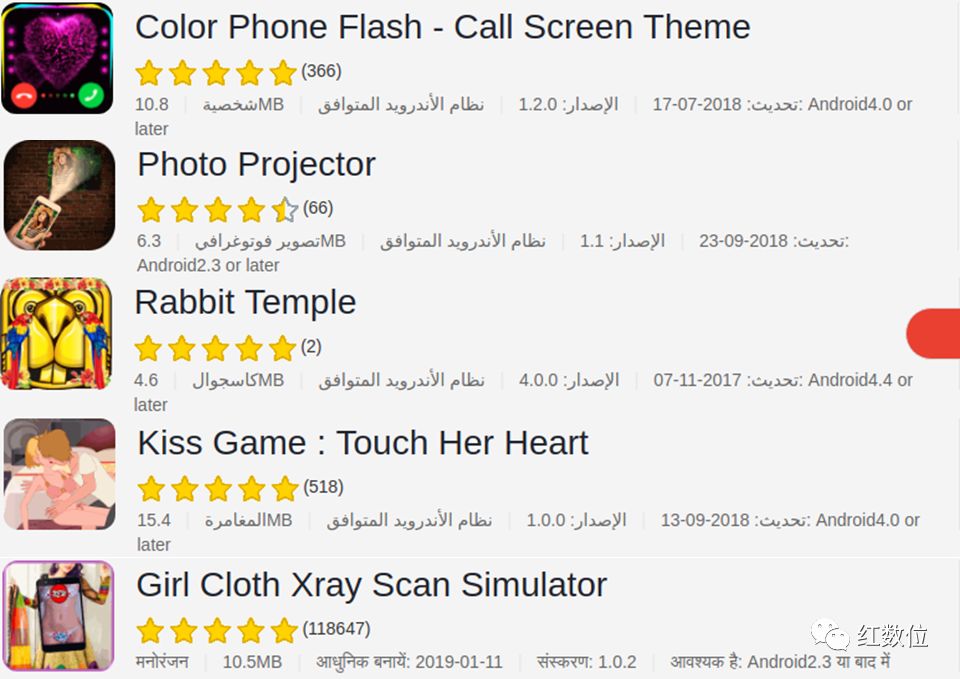 Color Phone Flash - Call Screen Theme
(366)
10.8 | شخصيةMB | نظام الأندرويد المتوافق | 1.2.0 :الإصدار | 17-07-2018 :تحديث: Android4.0 or
later
Photo Projector
(66)
6.3 | تصوير فوتوغرافيMB | نظام الأندرويد المتوافق | 1.1 :الإصدار | 23-09-2018 :تحديث:
Android2.3 or later
Rabbit Temple
(2)
4.6 | كاسجوالMB | نظام الأندرويد المتوافق | 4.0.0 :الإصدار | 07-11-2017 :تحديث: Android4.4 or
later
Kiss Game : Touch Her Heart
(518)
15.4 | المغامرةMB | نظام الأندرويد المتوافق | 1.0.0 :الإصدار | 13-09-2018 :تحديث: Android4.0 or
later
Girl Cloth Xray Scan Simulator
(118647)
मनोरंजन | 10.5MB | आधुनिक बनायें: 2019-01-11 | संस्करण: 1.0.2 | आवश्यक है: Android2.3 या बाद में
红数位